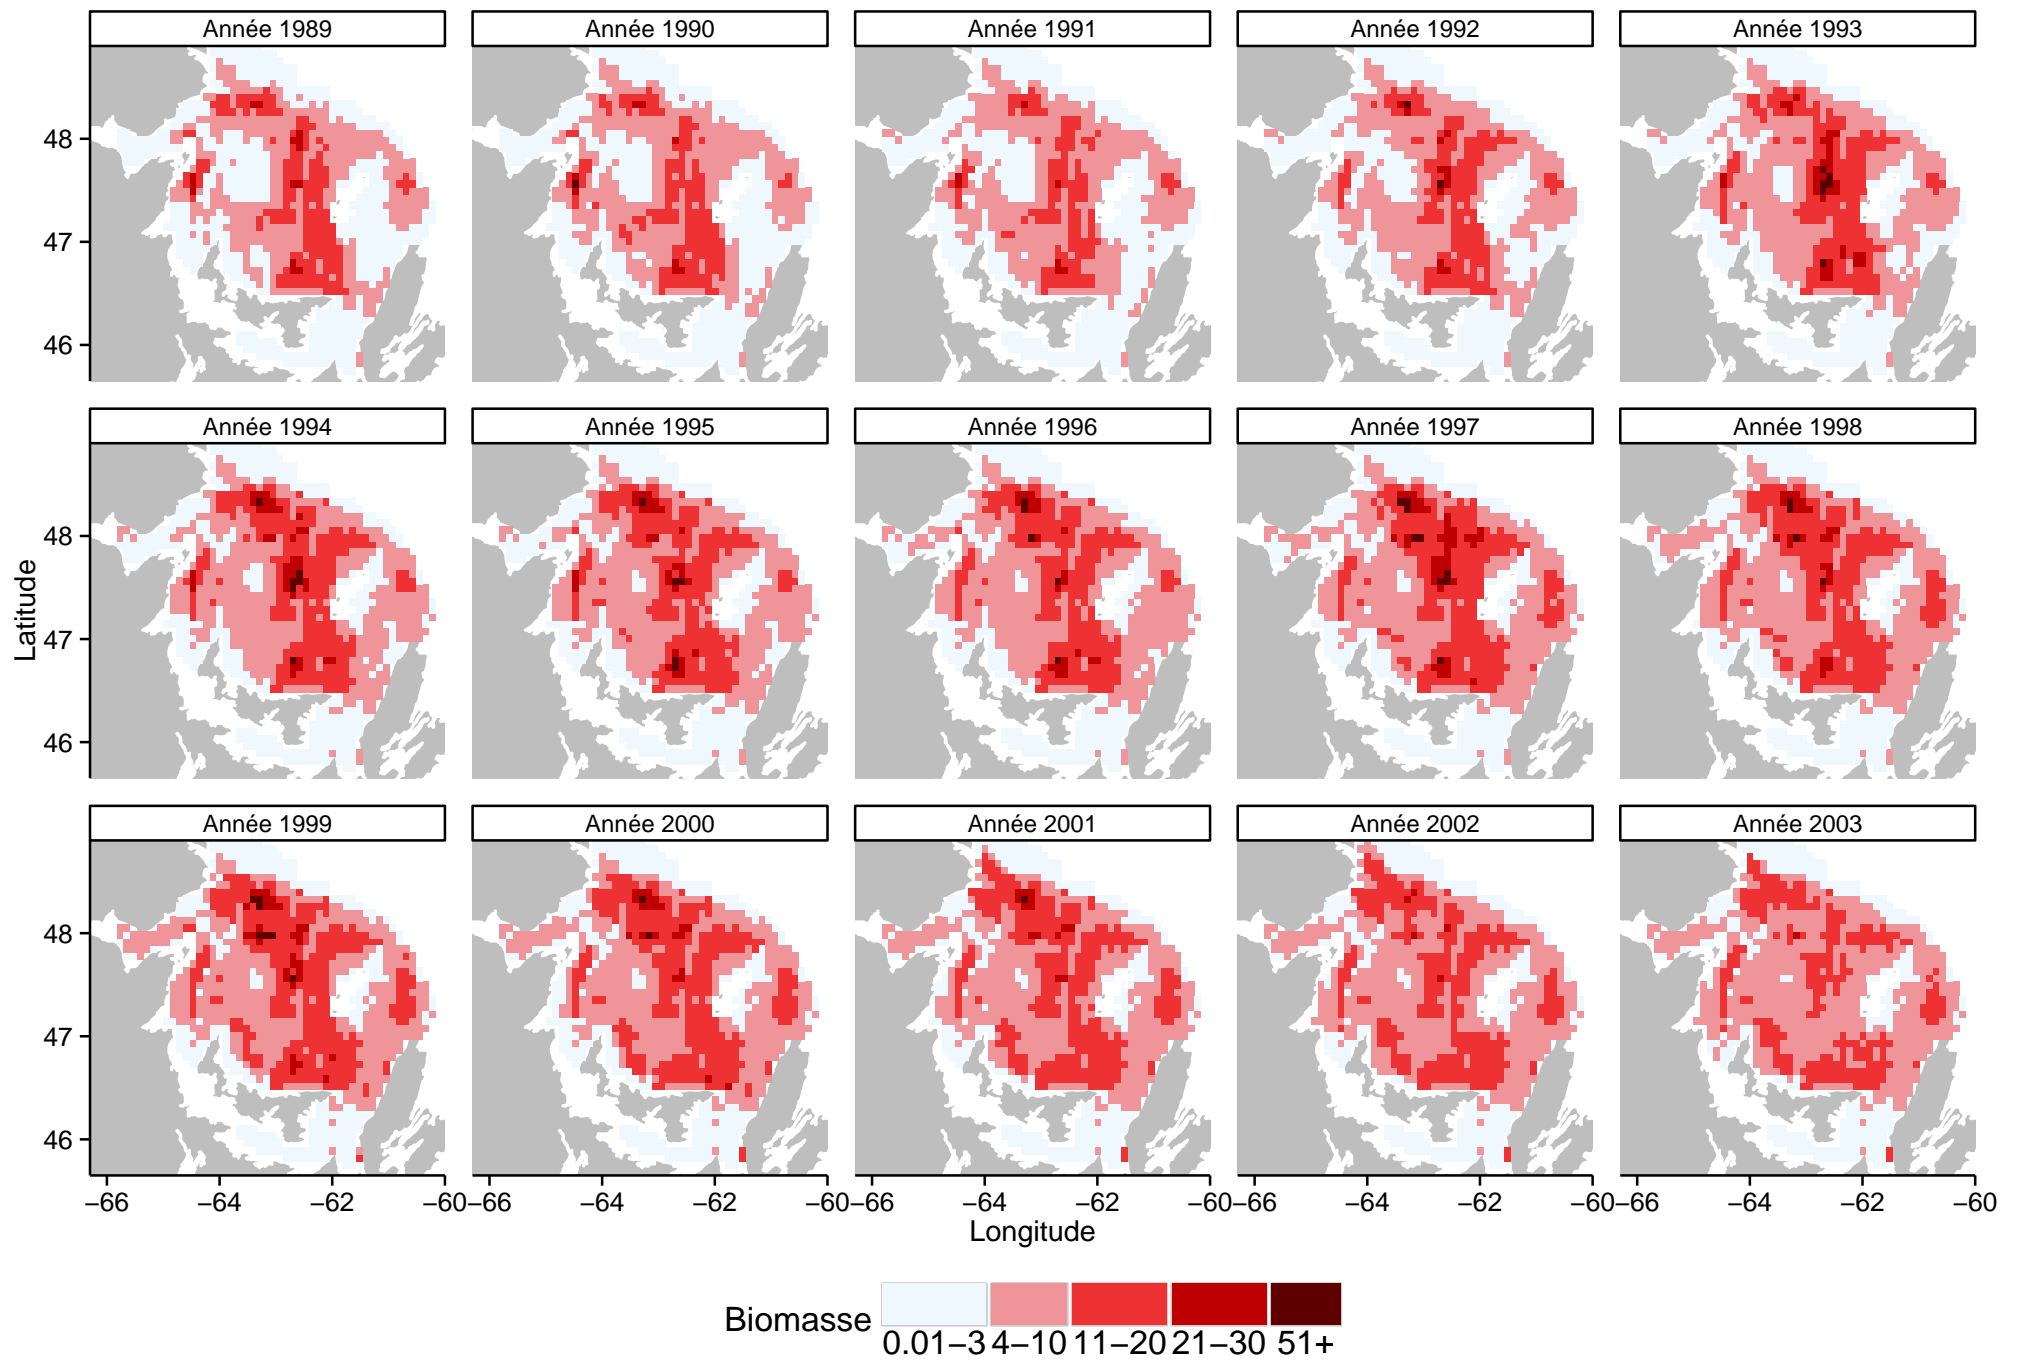 Année 1989 Année 1990 Année 1991 Année 1992 Année 1993
48
47
46
Année 1994 Année 1995 Année 1996 Année 1997 Année 1998
48
47
46
Latitude
Année 1999 Année 2000 Année 2001 Année 2002 Année 2003
48
47
46
−66 −64 −62 −60 −66 −64 −62 −60 −66 −64 −62 −60 −66 −64 −62 −60 −66 −64 −62 −60
Longitude
Biomasse
0.01−3 4−10 11−20 21−30 51+